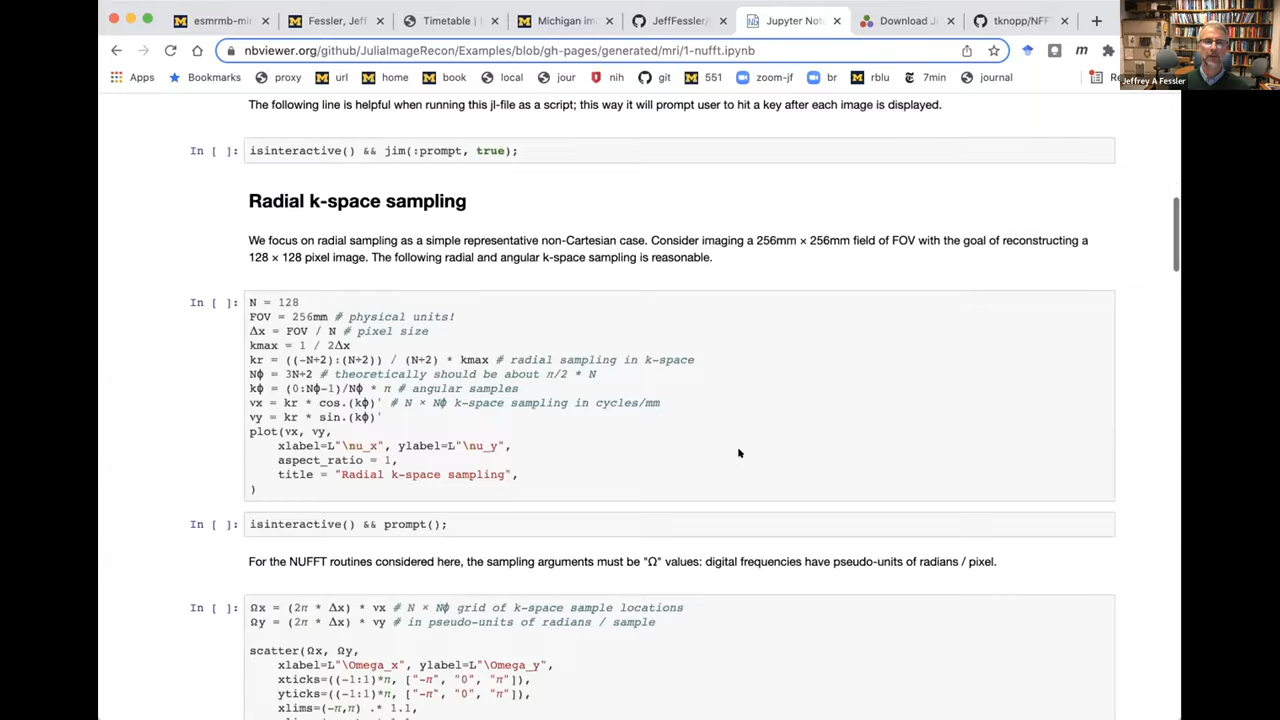 esmrmb-min
Fessler, Jef
Timetable |
Michigan im
JeffFessler/
Jupyter Not
Download J
tknopp/NFF
nbviewer.org/github/JuliaImageRecon/Examples/blob/gh-pages/generated/mri/1-nufft.ipynb
Apps Bookmarks proxy url home book local jour nih git 551 zoom-jf br rblu 7min journal
Jeffrey A Fessler
The following line is helpful when running this jl-file as a script; this way it will prompt user to hit a key after each image is displayed.
In [ ]: isinteractive() && jim(:prompt, true);
Radial k-space sampling
We focus on radial sampling as a simple representative non-Cartesian case. Consider imaging a 256mm × 256mm field of FOV with the goal of reconstructing a
128 × 128 pixel image. The following radial and angular k-space sampling is reasonable.
In [ ]: N = 128
FOV = 256mm # physical units!
Δx = FOV / N # pixel size
kmax = 1 / 2Δx
kr = ((-N÷2):(N÷2)) / (N÷2) * kmax # radial sampling in k-space
Nϕ = 3N÷2 # theoretically should be about π/2 * N
kϕ = (0:Nϕ-1)/Nϕ * π # angular samples
νx = kr * cos.(kϕ)' # N × Nϕ k-space sampling in cycles/mm
νy = kr * sin.(kϕ)'
plot(νx, νy,
xlabel=L"\nu_x", ylabel=L"\nu_y",
aspect_ratio = 1,
title = "Radial k-space sampling",
)
In [ ]: isinteractive() && prompt();
For the NUFFT routines considered here, the sampling arguments must be "Ω" values: digital frequencies have pseudo-units of radians / pixel.
In [ ]: Ωx = (2π * Δx) * νx # N × Nϕ grid of k-space sample locations
Ωy = (2π * Δx) * νy # in pseudo-units of radians / sample
scatter(Ωx, Ωy,
xlabel=L"\Omega_x", ylabel=L"\Omega_y",
xticks=((-1:1)*π, ["-π", "0", "π"]),
yticks=((-1:1)*π, ["-π", "0", "π"]),
xlims=(-π,π) .* 1.1,